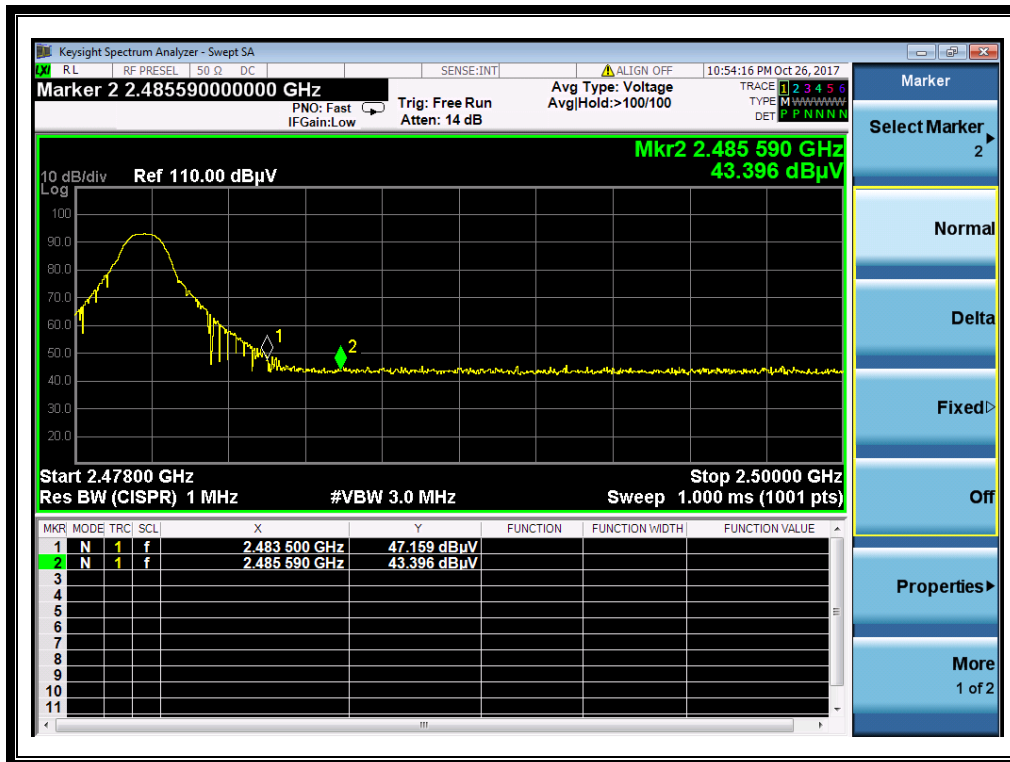 Keysight Spectrum Analyzer - Swept SA
LXI RL RF PRESEL 50 Ω DC SENSE:INT ALIGN OFF 10:54:16 PM Oct 26, 2017
Marker 2 2.485590000000 GHz
PNO: Fast
IFGain:Low
Trig: Free Run
Atten: 14 dB
Avg Type: Voltage
Avg|Hold:>100/100
TRACE 1 2 3 4 5 6
TYPE M WWWWW
DET P P N N N N
Mkr2 2.485 590 GHz
43.396 dBµV
10 dB/div Ref 110.00 dBµV
Log
100
90.0
80.0
70.0
60.0
50.0
40.0
30.0
20.0
1
2
Start 2.47800 GHz Stop 2.50000 GHz
Res BW (CISPR) 1 MHz #VBW 3.0 MHz Sweep 1.000 ms (1001 pts)
MKR MODE TRC SCL X Y FUNCTION FUNCTION WIDTH FUNCTION VALUE
1 N 1 f 2.483 500 GHz 47.159 dBµV
2 N 1 f 2.485 590 GHz 43.396 dBµV
3
4
5
6
7
8
9
10
11
Marker
Select Marker
2
Normal
Delta
Fixed
Off
Properties
More
1 of 2